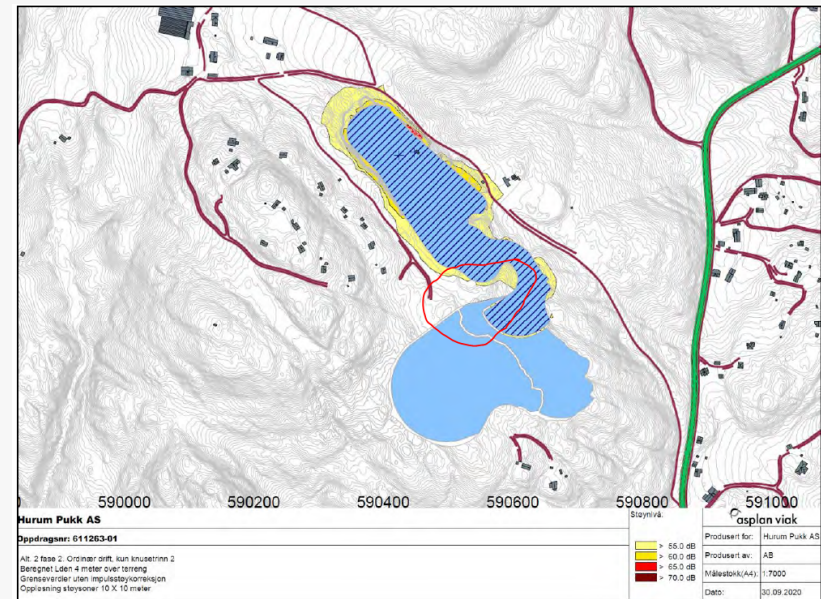 590000 590200 590400 590600 590800 591000
Hurum Pukk AS
Oppdragsnr: 611263-01
Alt. 2 fase 2. Ordinær drift, kun knusetrinn 2
Beregnet Lden 4 meter over terreng
Grenseverdier uten impulsstøykorreksjon
Oppløsning støysoner 10 X 10 meter
Støynivå:
> 55.0 dB
> 60.0 dB
> 65.0 dB
> 70.0 dB
asplan viak
Produsert for: Hurum Pukk AS
Produsert av: AB
Målestokk(A4): 1:7000
Dato: 30.09.2020